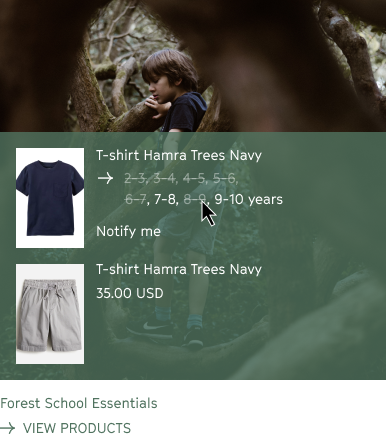 T-shirt Hamra Trees Navy
→ 2-3, 3-4, 4-5, 5-6,
6-7, 7-8, 8-9, 9-10 years
Notify me
T-shirt Hamra Trees Navy
35.00 USD
Forest School Essentials
→ VIEW PRODUCTS